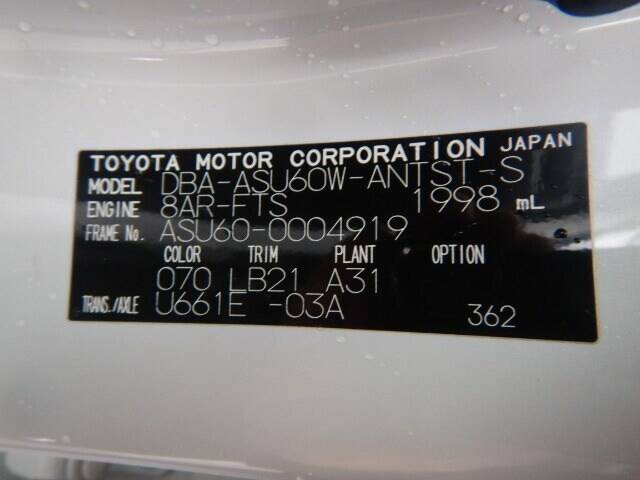 TOYOTA MOTOR CORPORATION JAPAN
MODEL DBA-ASU60W-ANTST-S
ENGINE 8AR-FTS 1998 mL
FRAME No. ASU60-0004919
COLOR TRIM PLANT OPTION
070 LB21 A31
TRANS./AXLE U661E -03A 362